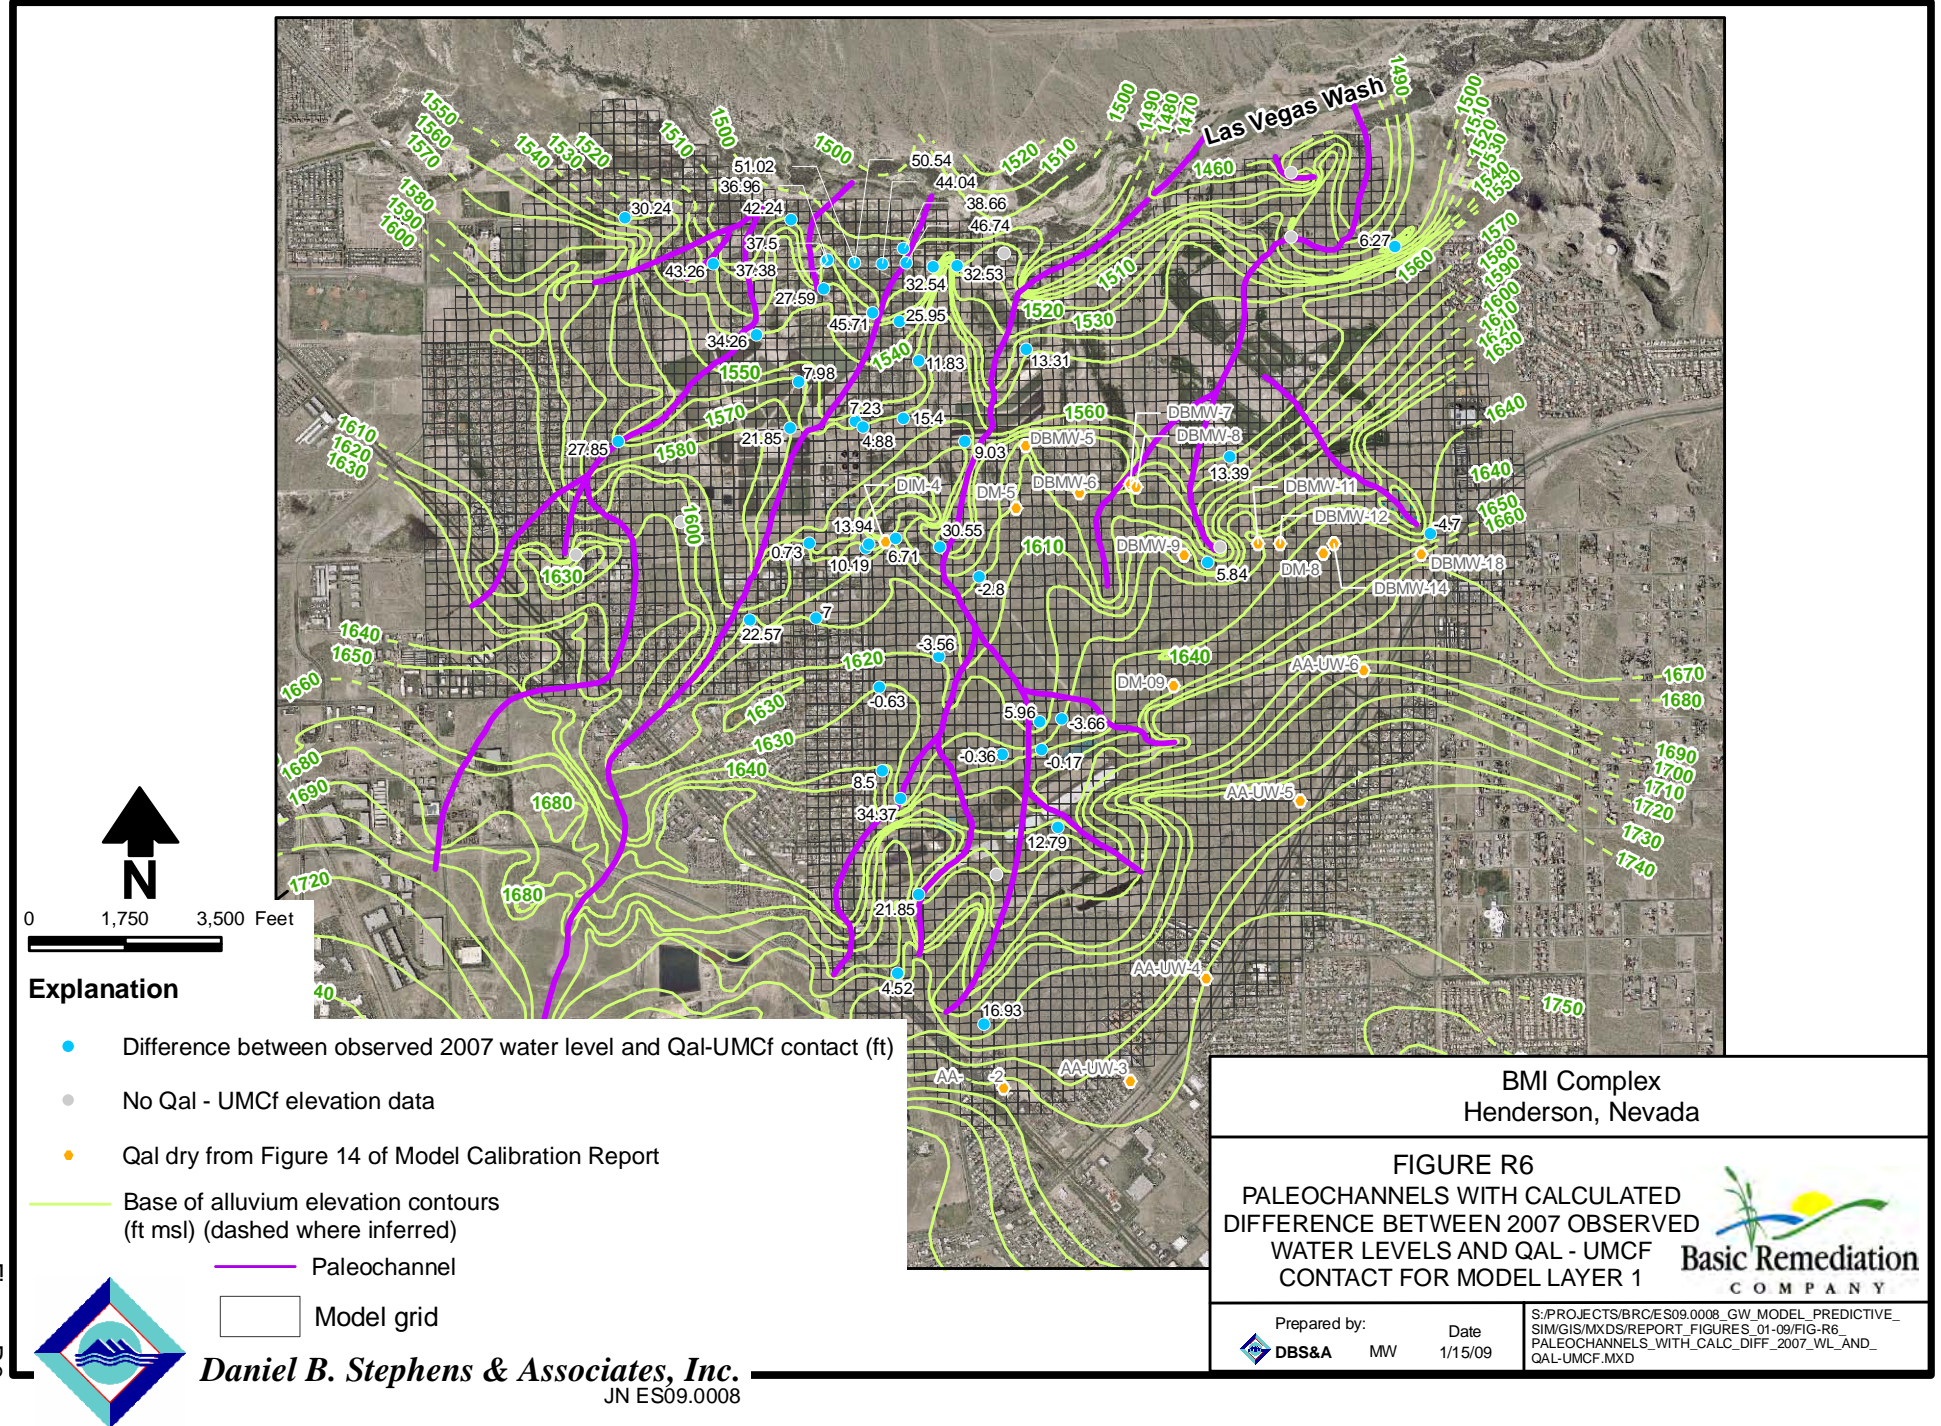 Las Vegas Wash
1550
1560
1570
1580
1590
1600
1540
1530
1520
1510
1500
1500
1520
1510
1500
1490
1480
1470
1460
1490
1500
1510
1520
1530
1540
1550
1570
1580
1590
1600
1610
1620
1630
1560
51.02
36.96
42.24
50.54
44.04
38.66
46.74
30.24
37.5
43.26
37.38
27.59
32.54
32.53
6.27
45.71
25.95
34.26
1510
1520
1530
1540
11.83
13.31
1550
7.98
1570
7.23
15.4
1560
DBMW-7
DBMW-8
DBMW-5
21.85
4.88
9.03
13.39
1640
1610
1620
1630
27.85
1580
DIM-4
DM-5
DBMW-6
DBMW-11
DBMW-12
1640
1650
1660
1600
13.94
30.55
-4.7
0.73
10.19
6.71
1610
DBMW-9
5.84
DM-8
DBMW-14
DBMW-18
1630
-2.8
7
22.57
1640
1650
-3.56
1620
1640
AA-UW-6
1670
1680
1660
-0.63
DM-09
1630
5.96
-3.66
1630
-0.36
-0.17
1690
1700
1710
1720
1730
1740
1680
1690
1640
8.5
34.37
AA-UW-5
1680
12.79
1720
1680
21.85
AA-UW-4
4.52
16.93
1750
40
AA-
-2
AA-UW-3
N
0 1,750 3,500 Feet
Explanation
Difference between observed 2007 water level and Qal-UMCf contact (ft)
No Qal - UMCf elevation data
Qal dry from Figure 14 of Model Calibration Report
Base of alluvium elevation contours
(ft msl) (dashed where inferred)
Paleochannel
Model grid
Daniel B. Stephens & Associates, Inc.
JN ES09.0008
BMI Complex
Henderson, Nevada
FIGURE R6
PALEOCHANNELS WITH CALCULATED
DIFFERENCE BETWEEN 2007 OBSERVED
WATER LEVELS AND QAL - UMCF
CONTACT FOR MODEL LAYER 1
Basic Remediation
COMPANY
Prepared by:
DBS&A MW
Date
1/15/09
S:/PROJECTS/BRC/ES09.0008_GW_MODEL_PREDICTIVE_
SIM/GIS/MXDS/REPORT_FIGURES_01-09/FIG-R6_
PALEOCHANNELS_WITH_CALC_DIFF_2007_WL_AND_
QAL-UMCF.MXD